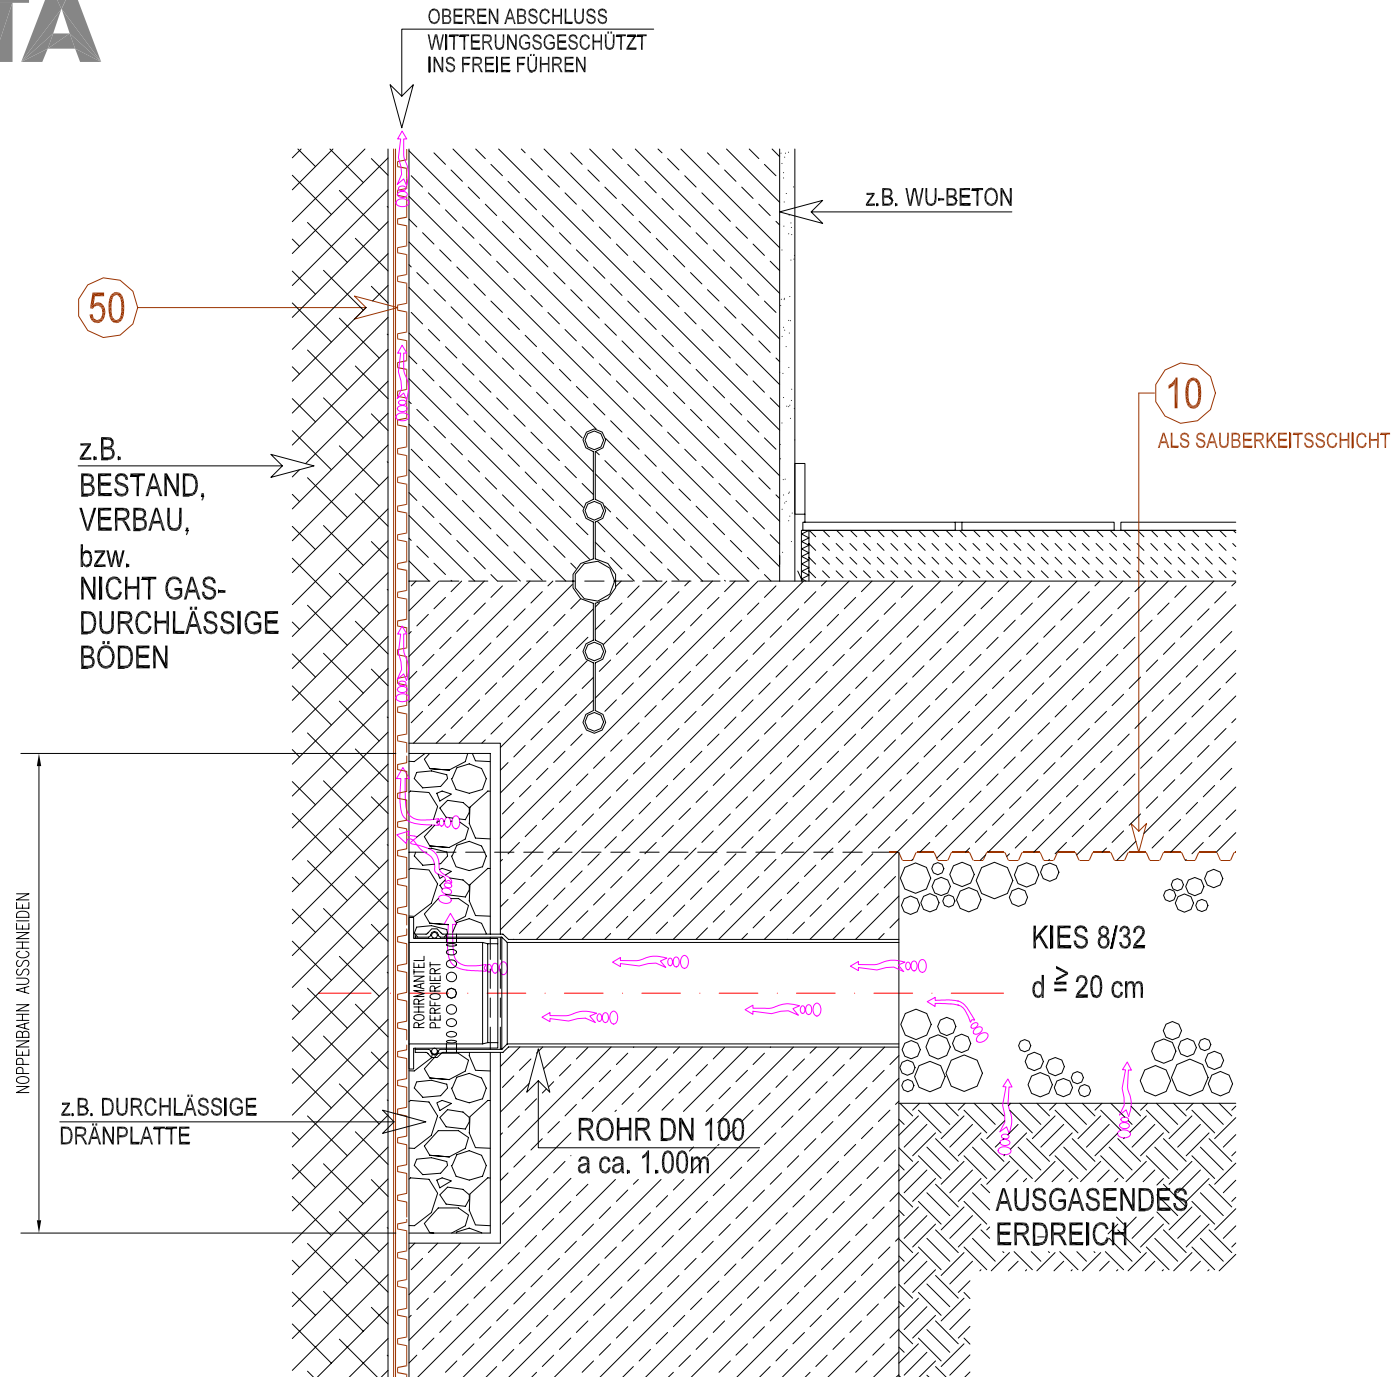 TA
OBEREN ABSCHLUSS
WITTERUNGSGESCHÜTZT
INS FREIE FÜHREN
z.B. WU-BETON
50
10
ALS SAUBERKEITSSCHICHT
z.B.
BESTAND,
VERBAU,
bzw.
NICHT GAS-
DURCHLÄSSIGE
BÖDEN
NOPPENBAHN AUSSCHNEIDEN
ROHRMANTEL
PERFORIERT
KIES 8/32
d ≧ 20 cm
z.B. DURCHLÄSSIGE
DRÄNPLATTE
ROHR DN 100
a ca. 1.00m
AUSGASENDES
ERDREICH